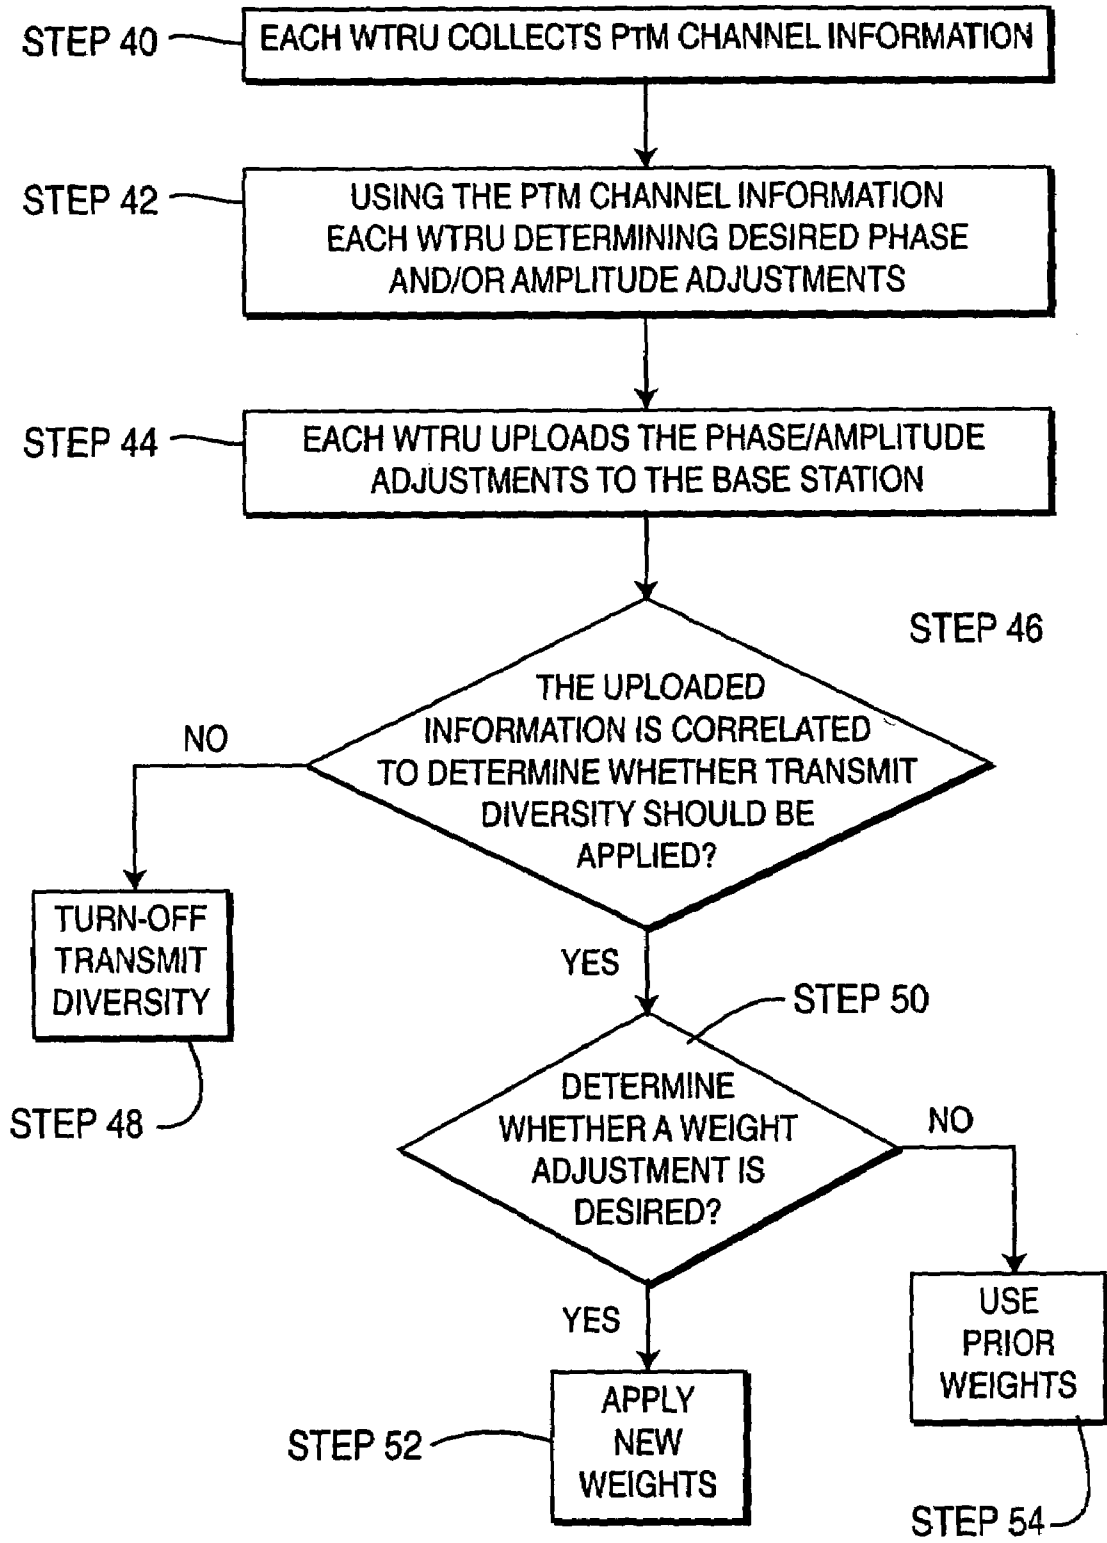 STEP 40
EACH WTRU COLLECTS PTM CHANNEL INFORMATION
STEP 42
USING THE PTM CHANNEL INFORMATION
EACH WTRU DETERMINING DESIRED PHASE
AND/OR AMPLITUDE ADJUSTMENTS
STEP 44
EACH WTRU UPLOADS THE PHASE/AMPLITUDE
ADJUSTMENTS TO THE BASE STATION
STEP 46
THE UPLOADED
INFORMATION IS CORRELATED
TO DETERMINE WHETHER TRANSMIT
DIVERSITY SHOULD BE
APPLIED?
NO
TURN-OFF
TRANSMIT
DIVERSITY
STEP 48
YES
STEP 50
DETERMINE
WHETHER A WEIGHT
ADJUSTMENT IS
DESIRED?
NO
USE
PRIOR
WEIGHTS
STEP 54
YES
APPLY
NEW
WEIGHTS
STEP 52